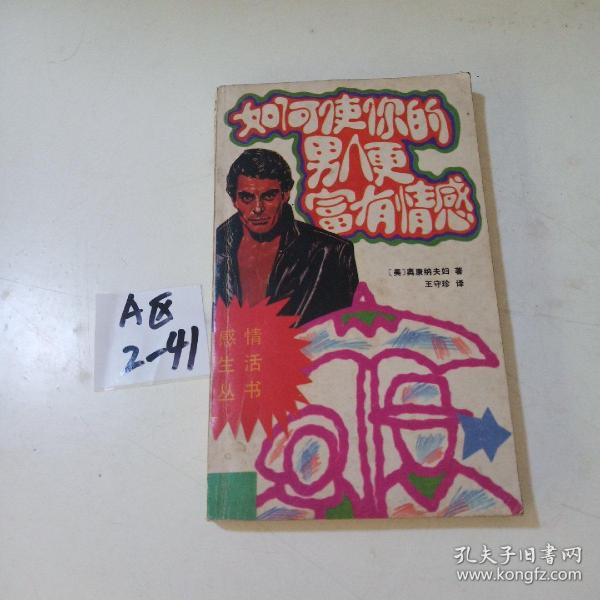 如何使你的
男人更
富有情感
〔美〕奥康纳夫妇 著
王守珍 译
感情
生活
丛书
A区
2-41
孔夫子旧书网
www.kongfz.com